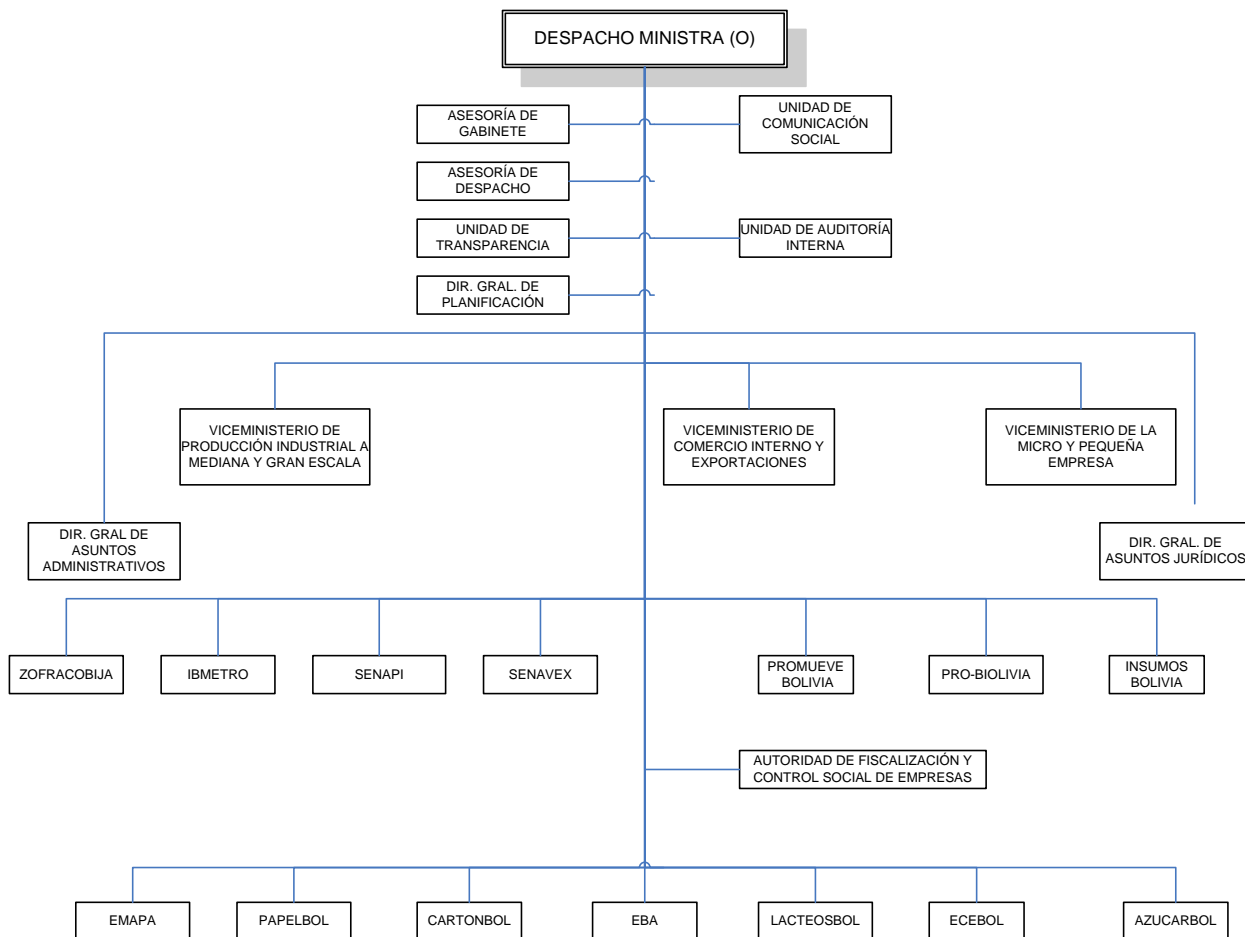 DESPACHO MINISTRA (O)
ASESORÍA DE
GABINETE
UNIDAD DE
COMUNICACIÓN
SOCIAL
ASESORÍA DE
DESPACHO
UNIDAD DE
TRANSPARENCIA
UNIDAD DE AUDITORÍA
INTERNA
DIR. GRAL. DE
PLANIFICACIÓN
VICEMINISTERIO DE
PRODUCCIÓN INDUSTRIAL A
MEDIANA Y GRAN ESCALA
VICEMINISTERIO DE
COMERCIO INTERNO Y
EXPORTACIONES
VICEMINISTERIO DE LA
MICRO Y PEQUEÑA
EMPRESA
DIR. GRAL DE
ASUNTOS
ADMINISTRATIVOS
DIR. GRAL. DE
ASUNTOS JURÍDICOS
ZOFRACOBIJA
IBMETRO
SENAPI
SENAVEX
PROMUEVE
BOLIVIA
PRO-BIOLIVIA
INSUMOS
BOLIVIA
AUTORIDAD DE FISCALIZACIÓN Y
CONTROL SOCIAL DE EMPRESAS
EMAPA
PAPELBOL
CARTONBOL
EBA
LACTEOSBOL
ECEBOL
AZUCARBOL